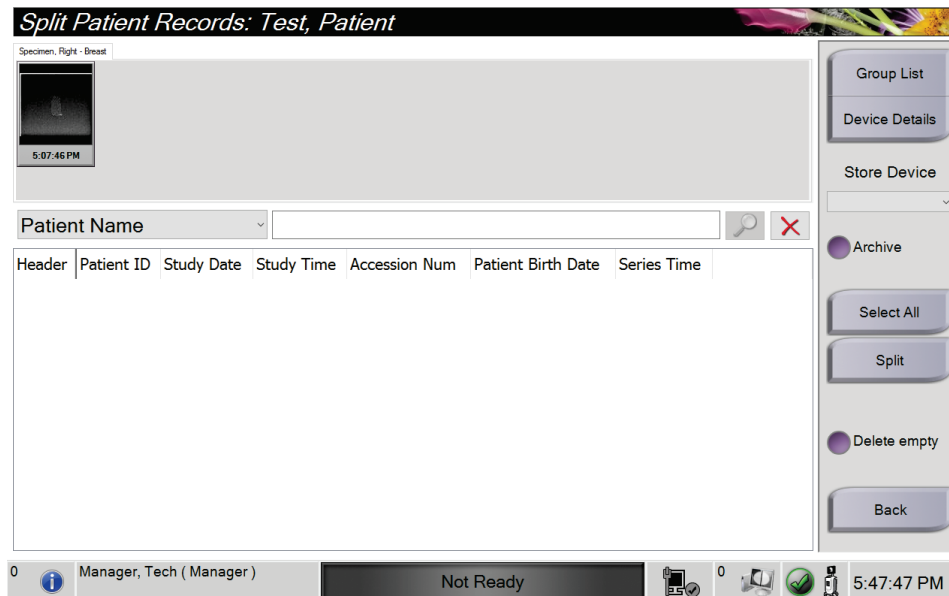 Split Patient Records: Test, Patient
Specimen, Right - Breast
5:07:46 PM
Group List
Device Details
Store Device
Patient Name
Archive
Header Patient ID Study Date Study Time Accession Num Patient Birth Date Series Time
Select All
Split
Delete empty
Back
0
Manager, Tech ( Manager )
Not Ready
0
5:47:47 PM